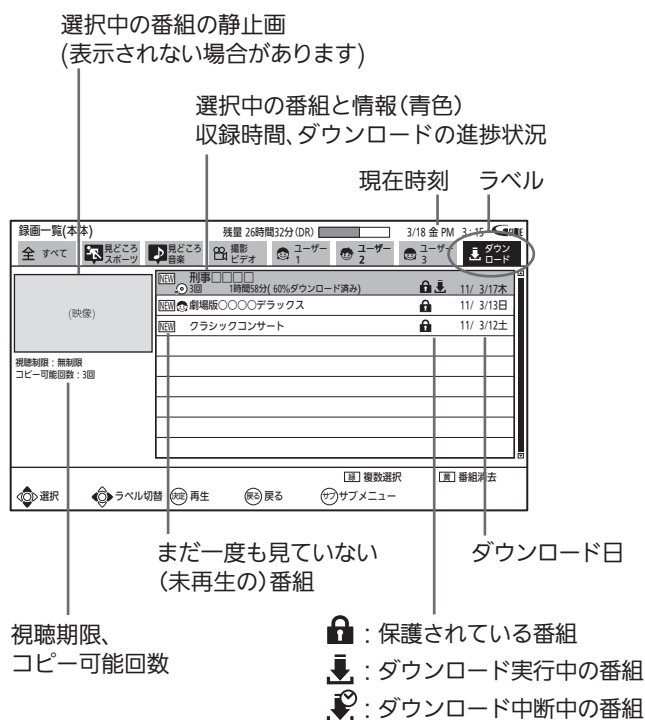 選択中の番組の静止画
(表示されない場合があります)
選択中の番組と情報(青色)
収録時間、ダウンロードの進捗状況
現在時刻 ラベル
録画一覧(本体) 残量 26時間32分(DR) 3/18 金 PM 3:15
全 すべて 見どころ スポーツ 見どころ 音楽 撮影 ビデオ ユーザー 1 ユーザー 2 ユーザー 3 ダウン ロード
(映像)
NEW 刑事□□□□
3回 1時間58分( 60%ダウンロード済み) 11/ 3/17木
NEW 劇場版○○○○デラックス 11/ 3/13日
NEW クラシックコンサート 11/ 3/12土
視聴制限:無制限
コピー可能回数:3回
緑 複数選択 黄 番組消去
選択 ラベル切替 決定 再生 戻る 戻る サブ サブメニュー
まだ一度も見ていない
(未再生の)番組
ダウンロード日
視聴期限、
コピー可能回数
:保護されている番組
:ダウンロード実行中の番組
:ダウンロード中断中の番組